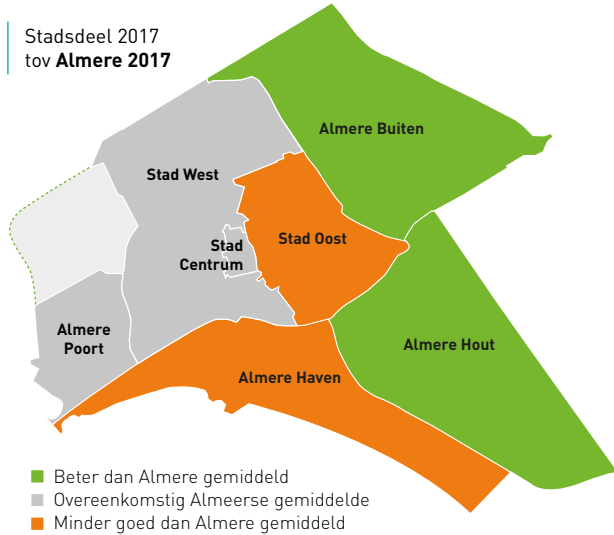 Stadsdeel 2017
tov Almere 2017
Almere Buiten
Stad West
Stad Oost
Stad
Centrum
Almere
Poort
Almere Hout
Almere Haven
Beter dan Almere gemiddeld
Overeenkomstig Almeerse gemiddelde
Minder goed dan Almere gemiddeld